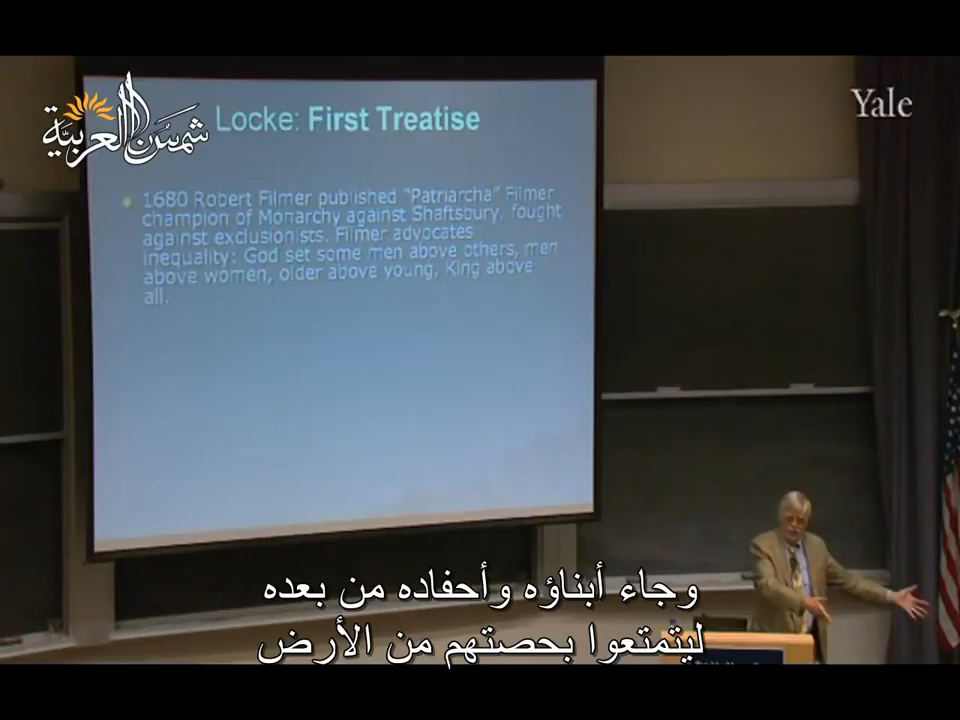 شمس العربية
Locke: First Treatise
Yale
1680 Robert Filmer published "Patriarcha" Filmer
champion of Monarchy against Shaftsbury, fought
against exclusionists. Filmer advocates
inequality: God set some men above others, men
above women, older above young, King above
all.
وجاء أبناؤه وأحفاده من بعده
ليتمتعوا بحصتهم من الأرض